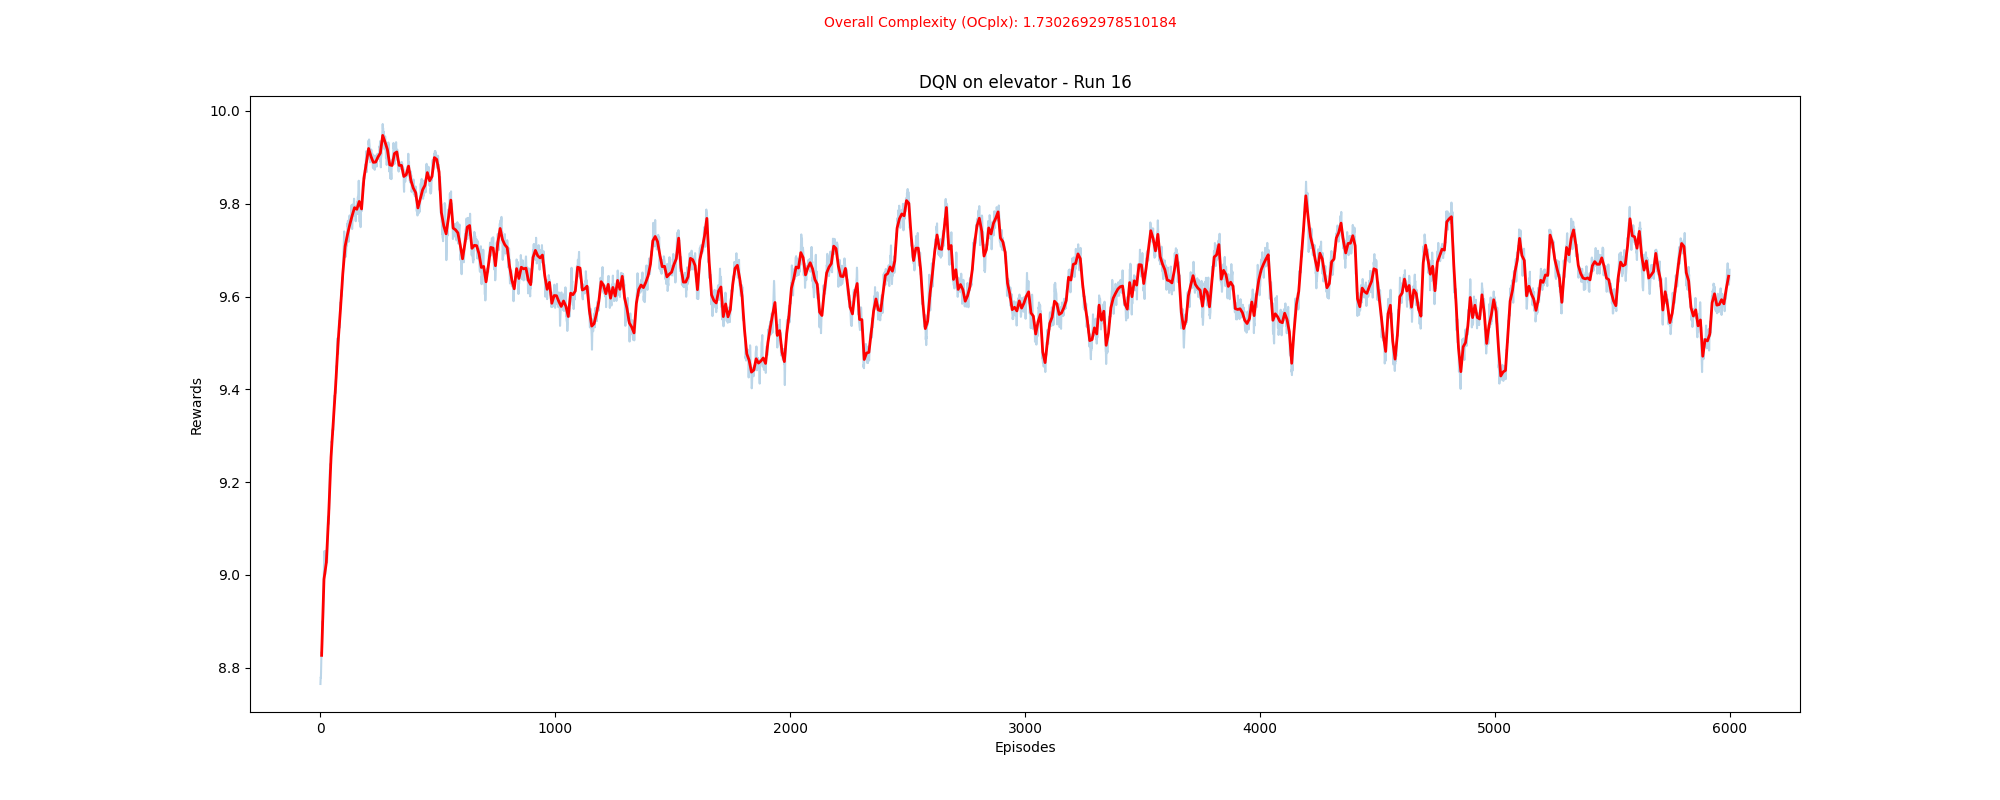 Overall Complexity (OCplx): 1.7302692978510184
DQN on elevator - Run 16
10.0
9.8
9.6
9.4
9.2
9.0
8.8
Rewards
0 1000 2000 3000 4000 5000 6000
Episodes